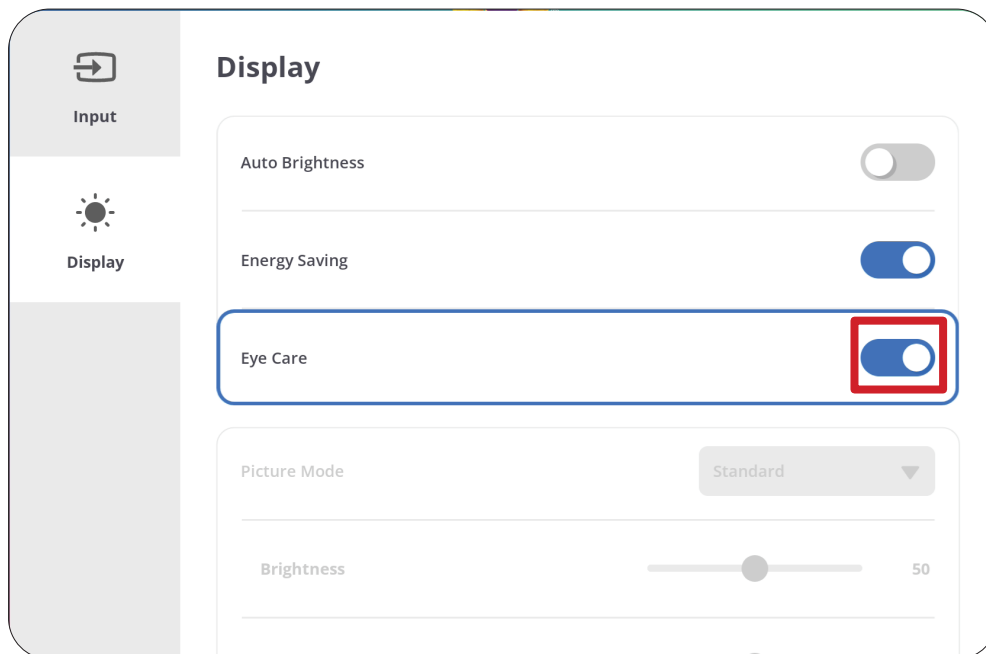 Input
Display
Display
Auto Brightness
Energy Saving
Eye Care
Picture Mode
Standard
Brightness
50